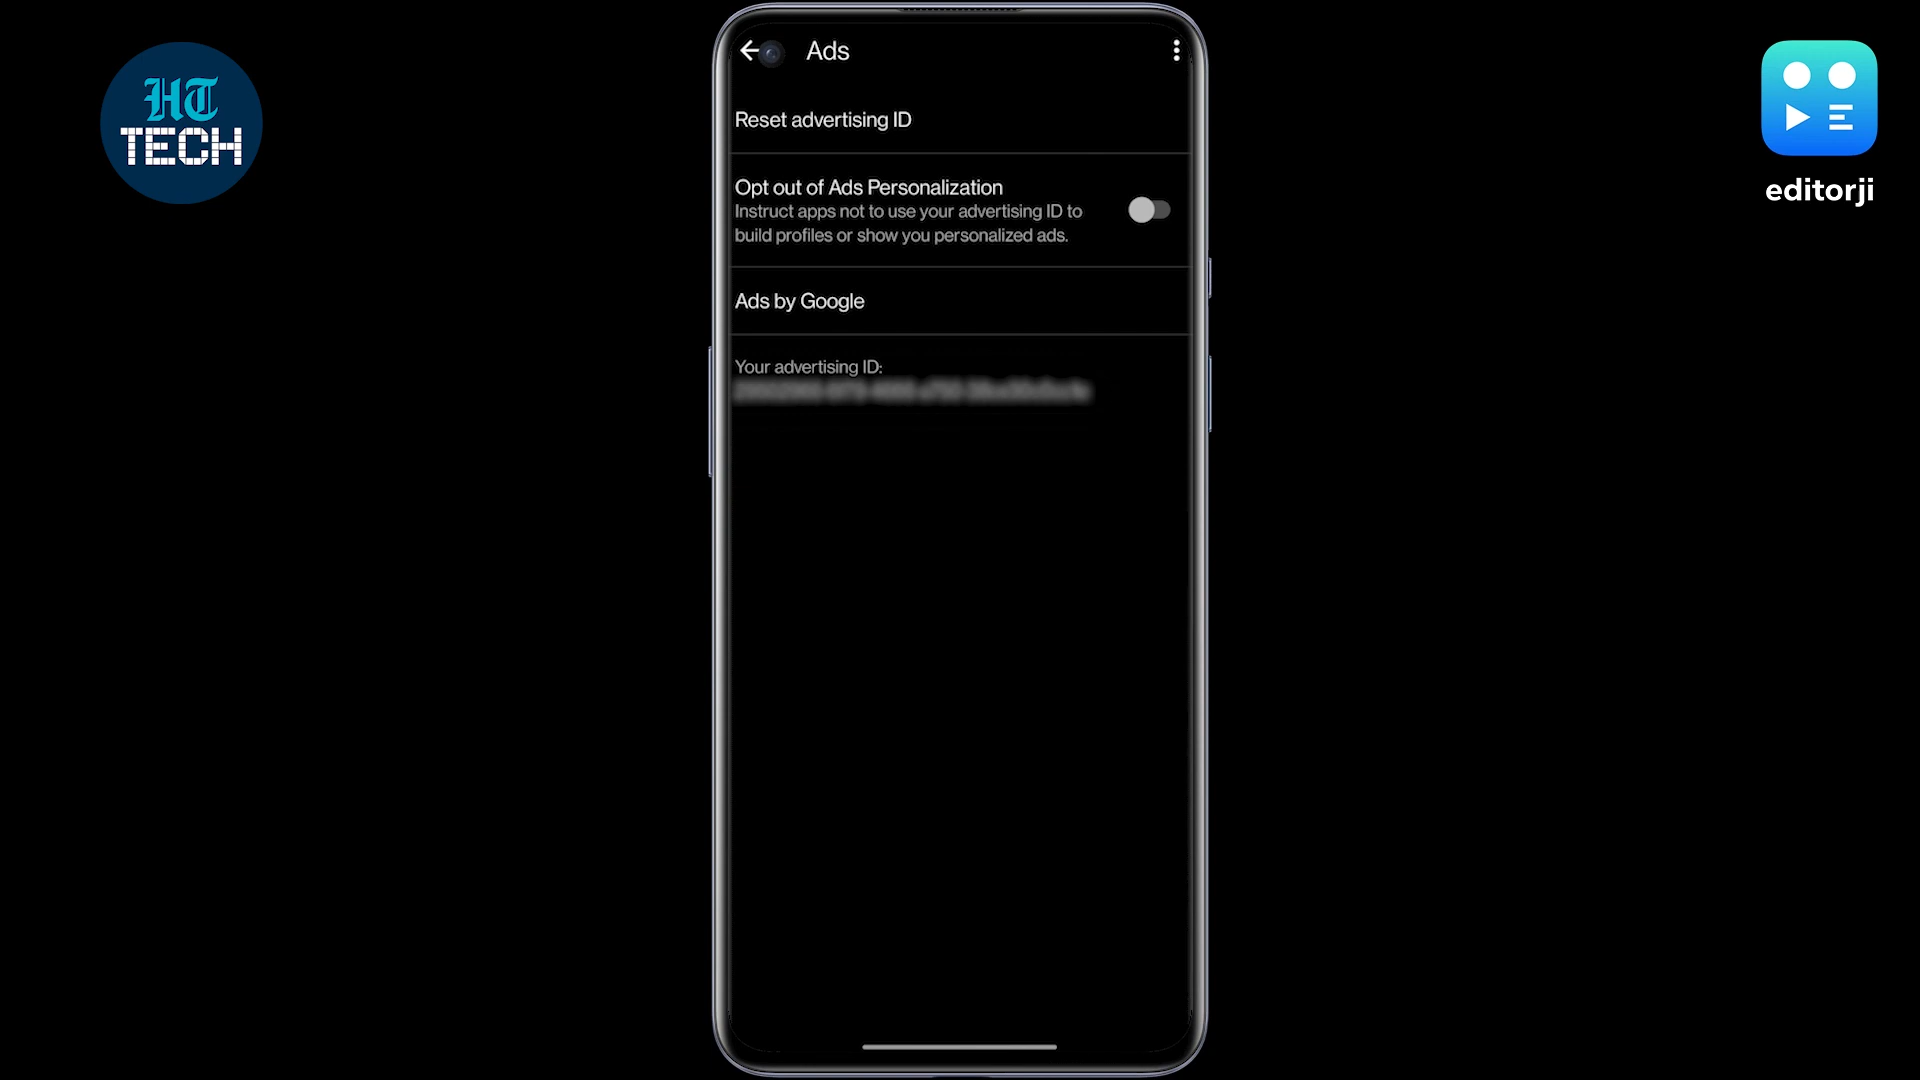 HT
TECH
Ads
Reset advertising ID
Opt out of Ads Personalization
Instruct apps not to use your advertising ID to
build profiles or show you personalized ads.
Ads by Google
Your advertising ID:
editorji